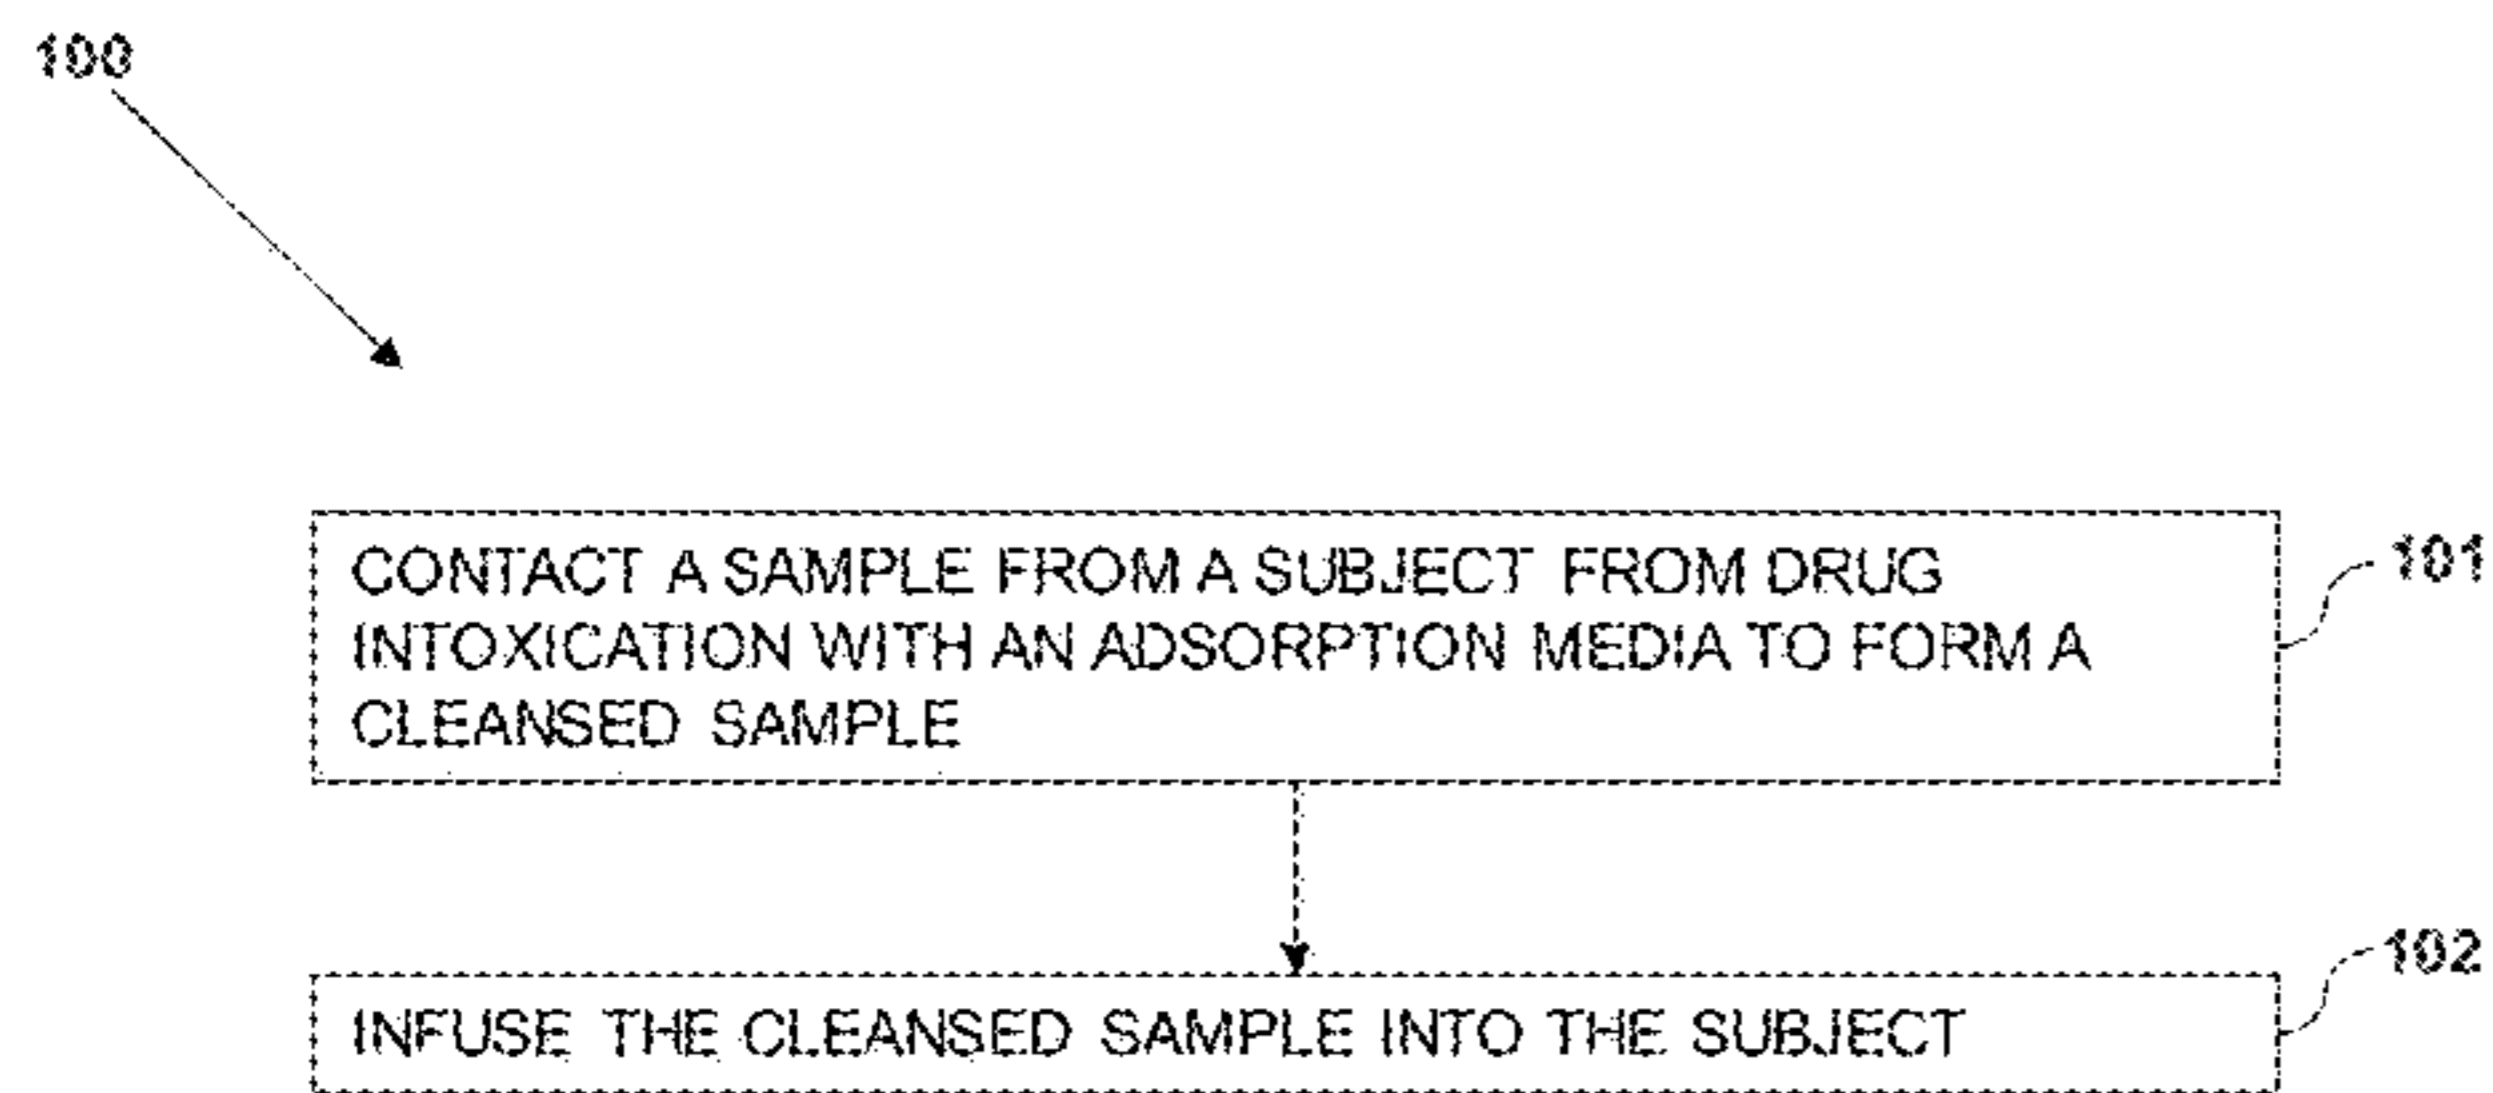 100
CONTACT A SAMPLE FROM A SUBJECT FROM DRUG
INTOXICATION WITH AN ADSORPTION MEDIA TO FORM A
CLEANSED SAMPLE
101
INFUSE THE CLEANSED SAMPLE INTO THE SUBJECT
102